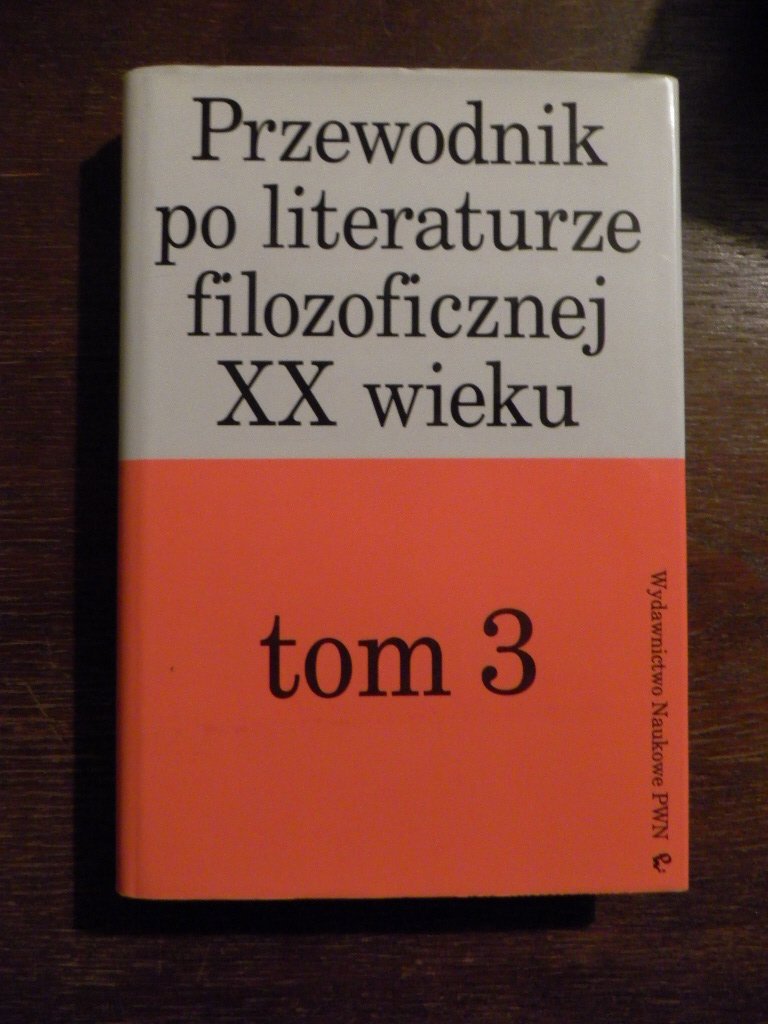 Przewodnik
po literaturze
filozoficznej
XX wieku
tom 3
Wydawnictwo Naukowe PWN